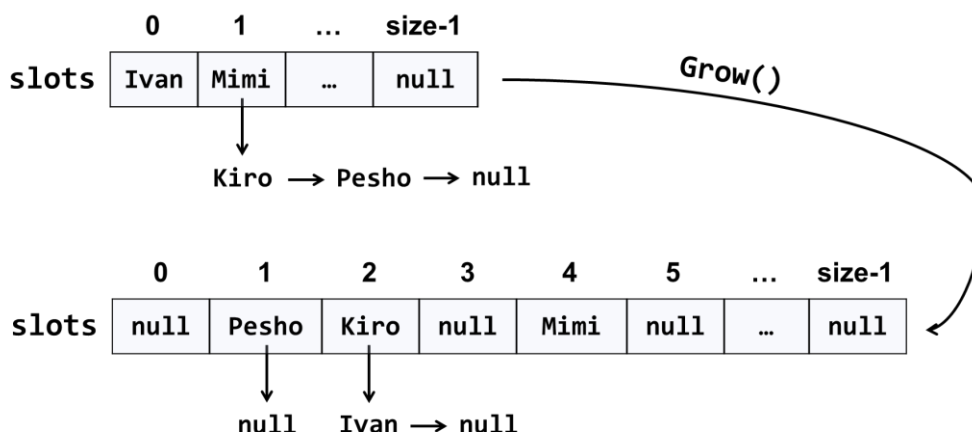 0 1 … size-1
slots Ivan Mimi … null
Grow()
Kiro → Pesho → null
0 1 2 3 4 5 … size-1
slots null Pesho Kiro null Mimi null … null
null Ivan → null